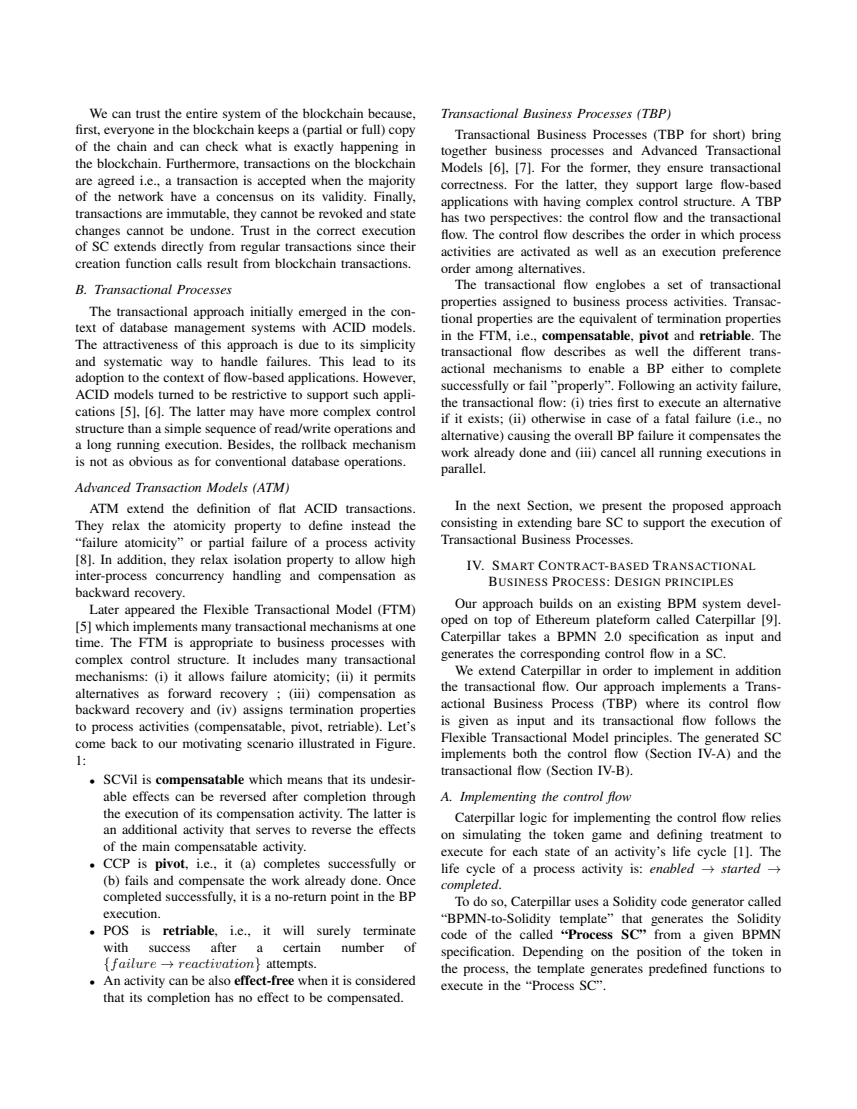 We can trust the entire system of the blockchain because,
first, everyone in the blockchain keeps a (partial or full) copy
of the chain and can check what is exactly happening in
the blockchain. Furthermore, transactions on the blockchain
are agreed i.e., a transaction is accepted when the majority
of the network have a concensus on its validity. Finally,
transactions are immutable, they cannot be revoked and state
changes cannot be undone. Trust in the correct execution
of SC extends directly from regular transactions since their
creation function calls result from blockchain transactions.
B. Transactional Processes
The transactional approach initially emerged in the con-
text of database management systems with ACID models.
The attractiveness of this approach is due to its simplicity
and systematic way to handle failures. This lead to its
adoption to the context of flow-based applications. However,
ACID models turned to be restrictive to support such appli-
cations [5], [6]. The latter may have more complex control
structure than a simple sequence of read/write operations and
a long running execution. Besides, the rollback mechanism
is not as obvious as for conventional database operations.
Advanced Transaction Models (ATM)
ATM extend the definition of flat ACID transactions.
They relax the atomicity property to define instead the
“failure atomicity” or partial failure of a process activity
[8]. In addition, they relax isolation property to allow high
inter-process concurrency handling and compensation as
backward recovery.
Later appeared the Flexible Transactional Model (FTM)
[5] which implements many transactional mechanisms at one
time. The FTM is appropriate to business processes with
complex control structure. It includes many transactional
mechanisms: (i) it allows failure atomicity; (ii) it permits
alternatives as forward recovery ; (iii) compensation as
backward recovery and (iv) assigns termination properties
to process activities (compensatable, pivot, retriable). Let’s
come back to our motivating scenario illustrated in Figure.
1:
• SCVil is compensatable which means that its undesir-
able effects can be reversed after completion through
the execution of its compensation activity. The latter is
an additional activity that serves to reverse the effects
of the main compensatable activity.
• CCP is pivot, i.e., it (a) completes successfully or
(b) fails and compensate the work already done. Once
completed successfully, it is a no-return point in the BP
execution.
• POS is retriable, i.e., it will surely terminate
with success after a certain number of
{failure → reactivation} attempts.
• An activity can be also effect-free when it is considered
that its completion has no effect to be compensated.
Transactional Business Processes (TBP)
Transactional Business Processes (TBP for short) bring
together business processes and Advanced Transactional
Models [6], [7]. For the former, they ensure transactional
correctness. For the latter, they support large flow-based
applications with having complex control structure. A TBP
has two perspectives: the control flow and the transactional
flow. The control flow describes the order in which process
activities are activated as well as an execution preference
order among alternatives.
The transactional flow englobes a set of transactional
properties assigned to business process activities. Transac-
tional properties are the equivalent of termination properties
in the FTM, i.e., compensatable, pivot and retriable. The
transactional flow describes as well the different trans-
actional mechanisms to enable a BP either to complete
successfully or fail ”properly”. Following an activity failure,
the transactional flow: (i) tries first to execute an alternative
if it exists; (ii) otherwise in case of a fatal failure (i.e., no
alternative) causing the overall BP failure it compensates the
work already done and (iii) cancel all running executions in
parallel.
In the next Section, we present the proposed approach
consisting in extending bare SC to support the execution of
Transactional Business Processes.
IV. SMART CONTRACT-BASED TRANSACTIONAL
BUSINESS PROCESS: DESIGN PRINCIPLES
Our approach builds on an existing BPM system devel-
oped on top of Ethereum plateform called Caterpillar [9].
Caterpillar takes a BPMN 2.0 specification as input and
generates the corresponding control flow in a SC.
We extend Caterpillar in order to implement in addition
the transactional flow. Our approach implements a Trans-
actional Business Process (TBP) where its control flow
is given as input and its transactional flow follows the
Flexible Transactional Model principles. The generated SC
implements both the control flow (Section IV-A) and the
transactional flow (Section IV-B).
A. Implementing the control flow
Caterpillar logic for implementing the control flow relies
on simulating the token game and defining treatment to
execute for each state of an activity’s life cycle [1]. The
life cycle of a process activity is: enabled → started →
completed.
To do so, Caterpillar uses a Solidity code generator called
“BPMN-to-Solidity template” that generates the Solidity
code of the called “Process SC” from a given BPMN
specification. Depending on the position of the token in
the process, the template generates predefined functions to
execute in the “Process SC”.